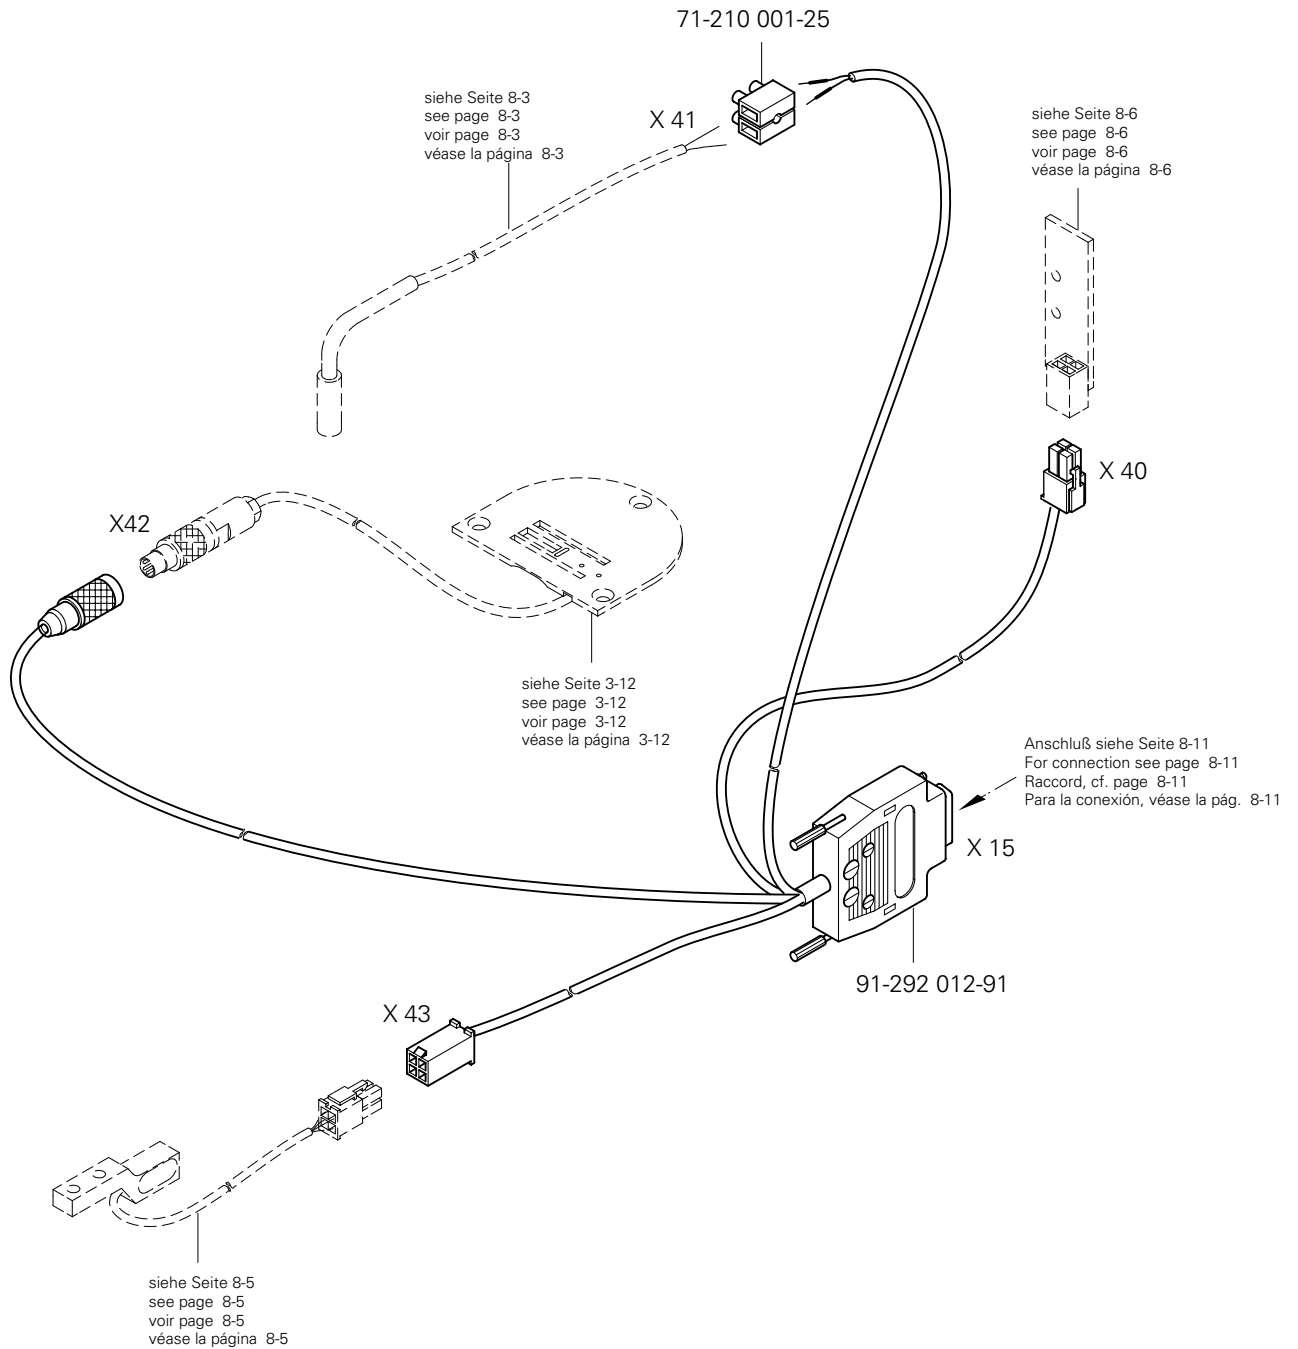 71-210 001-25
siehe Seite 8-3
see page 8-3
voir page 8-3
véase la página 8-3
X 41
siehe Seite 8-6
see page 8-6
voir page 8-6
véase la página 8-6
X 40
X42
siehe Seite 3-12
see page 3-12
voir page 3-12
véase la página 3-12
Anschluß siehe Seite 8-11
For connection see page 8-11
Raccord, cf. page 8-11
Para la conexión, véase la pág. 8-11
X 15
91-292 012-91
X 43
siehe Seite 8-5
see page 8-5
voir page 8-5
véase la página 8-5